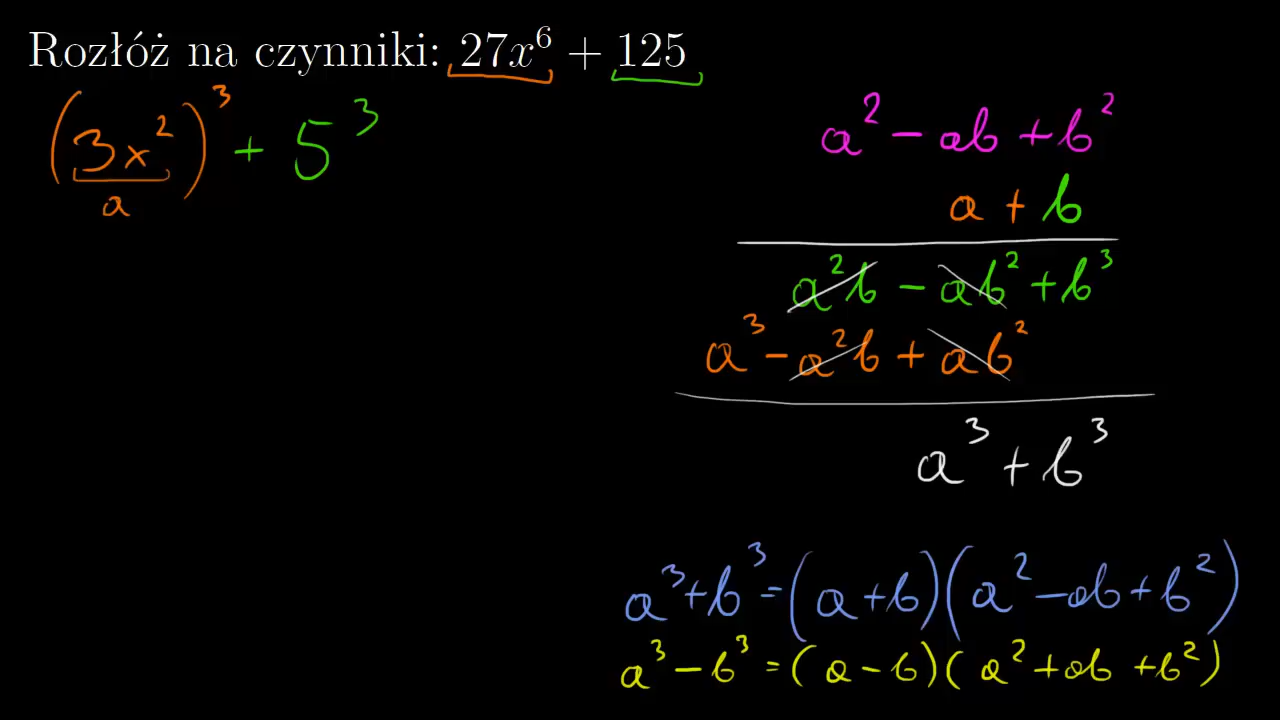 Rozłóż na czynniki: 27x⁶ + 125
(3x²)³ + 5³
a
a² − ab + b²
a + b
a²b − ab² + b³
a³ − a²b + ab²
a³ + b³
a³ + b³ = (a + b)(a² − ab + b²)
a³ − b³ = (a − b)(a² + ab + b²)